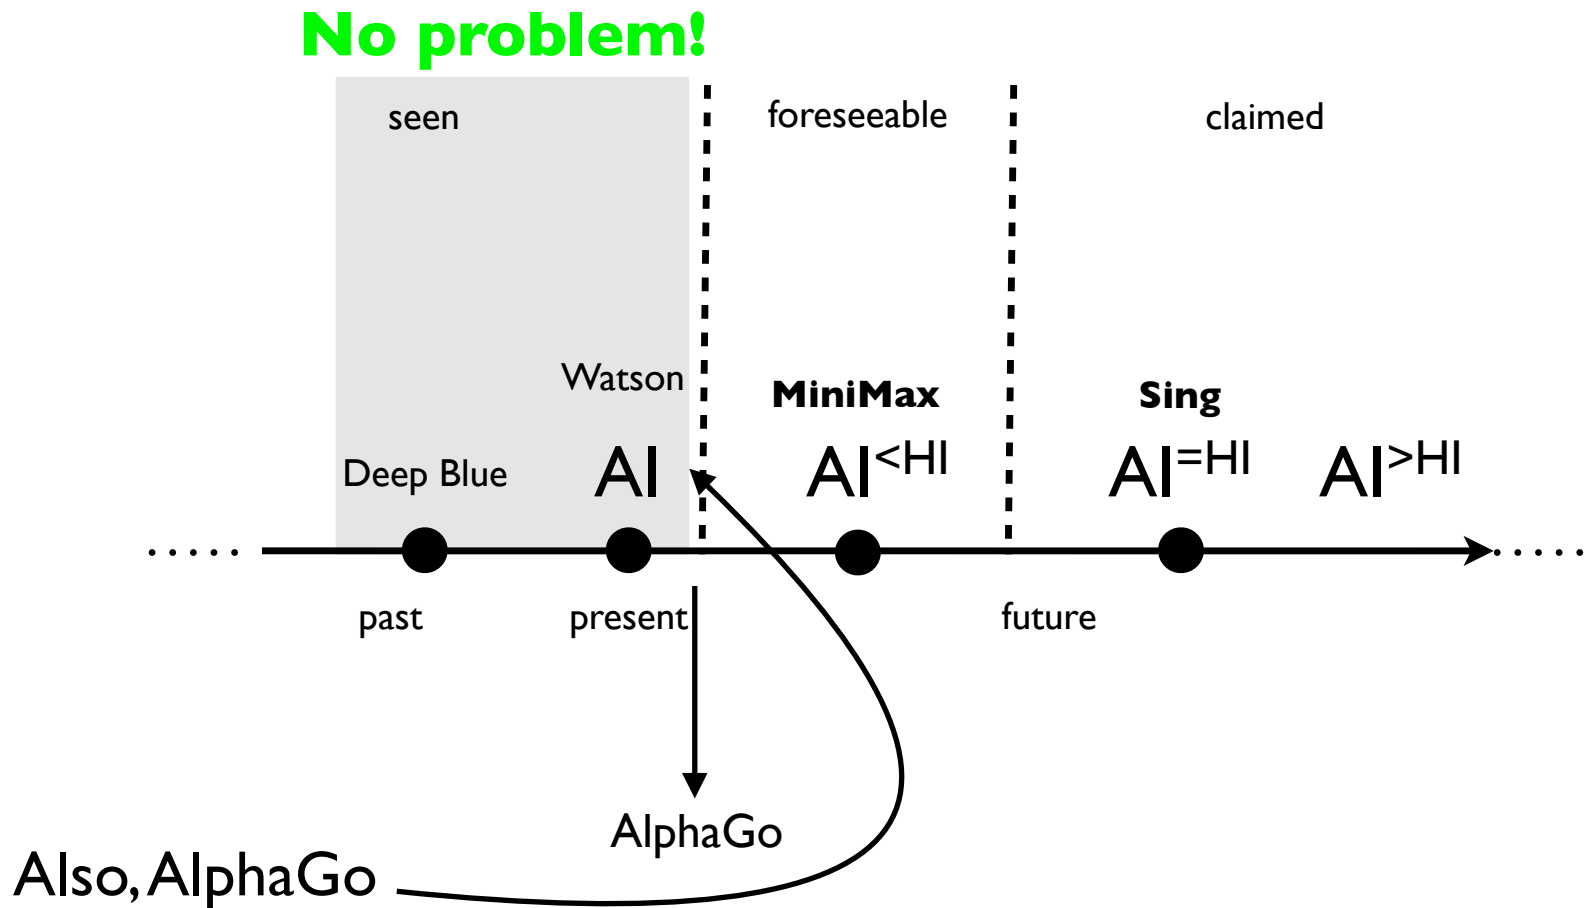 No problem!
seen
foreseeable
claimed
Watson
MiniMax
Sing
Deep Blue
AI
AI<HI
AI=HI
AI>HI
.....
.....
past
present
future
AlphaGo
Also, AlphaGo